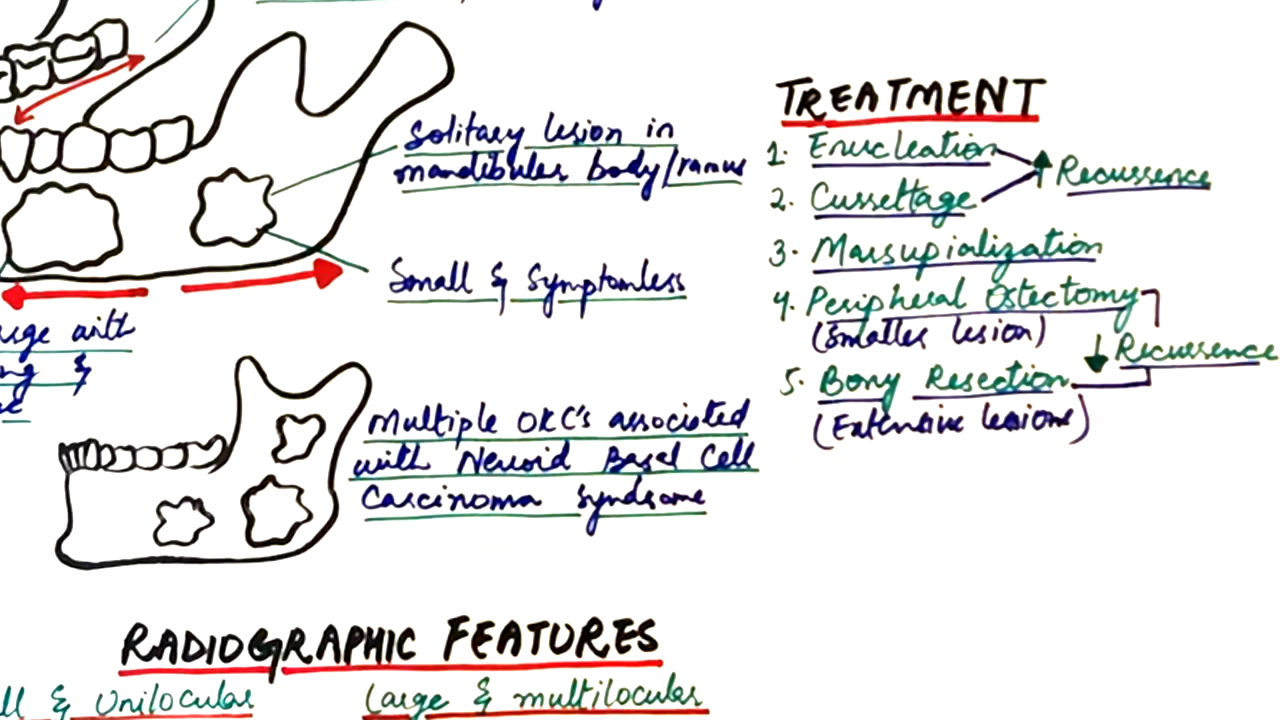 Solitary lesion in
mandibular body/ramus
Small & Symptomless
with
&
Multiple OKC's associated
with Nevoid Basal Cell
Carcinoma Syndrome
TREATMENT
1. Enucleation
2. Curettage
↑ Recurrence
3. Marsupialization
4. Peripheral Ostectomy
(Smaller lesion)
↓ Recurrence
5. Bony Resection
(Extensive lesions)
RADIOGRAPHIC FEATURES
& Unilocular
Large & multilocular